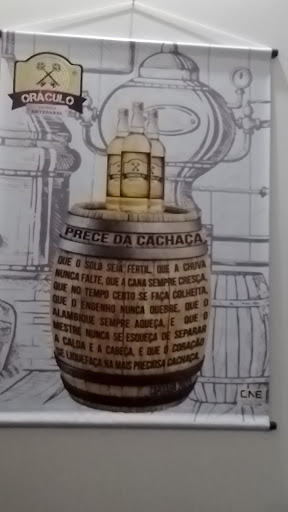 ORÁCULO
ARTESANAL
PRECE DA CACHAÇA
QUE O SOLO SEJA FÉRTIL, QUE A CHUVA
NUNCA FALTE, QUE A CANA SEMPRE CRESÇA,
QUE NO TEMPO CERTO SE FAÇA COLHEITA,
QUE O ENGENHO NUNCA QUEBRE, QUE O
ALAMBIQUE SEMPRE AQUEÇA, E QUE O
MESTRE NUNCA SE ESQUEÇA DE SEPARAR
A CALDA E A CABEÇA, E QUE O CORAÇÃO
SE LIQUEFAÇA NA MAIS PRECIOSA CACHAÇA.